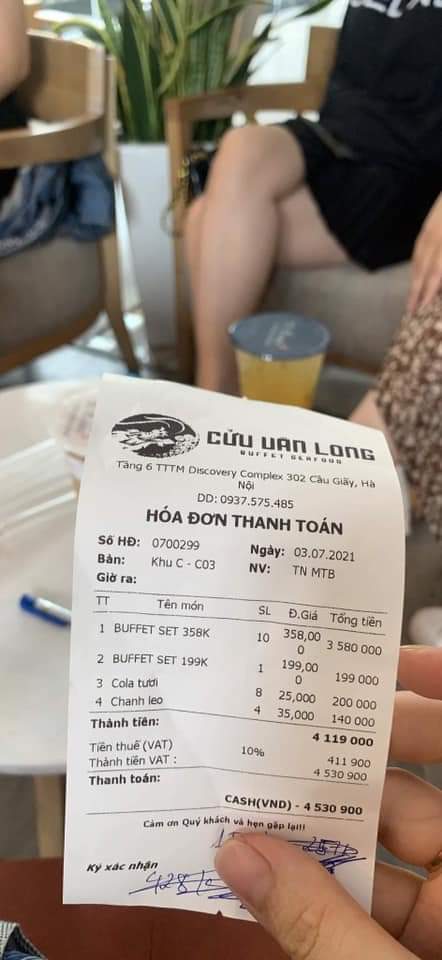 CỬU VAN LONG
BUFFET SEAFOOD
Tầng 6 TTTM Discovery Complex 302 Cầu Giấy, Hà
Nội
DD: 0937.575.485
HÓA ĐƠN THANH TOÁN
Số HĐ: 0700299 Ngày: 03.07.2021
Bàn: Khu C - C03 NV: TN MTB
Giờ ra:
TT Tên món SL Đ.Giá Tổng tiền
1 BUFFET SET 358K 10 358,00 3 580 000
0
2 BUFFET SET 199K 1 199,00 199 000
0
3 Cola tươi 8 25,000 200 000
4 Chanh leo 4 35,000 140 000
Thành tiền: 4 119 000
Tiền thuế (VAT) 10% 411 900
Thành tiền VAT : 4 530 900
Thanh toán:
CASH(VND) - 4 530 900
Cảm ơn Quý khách và hẹn gặp lại!!
Ký xác nhận